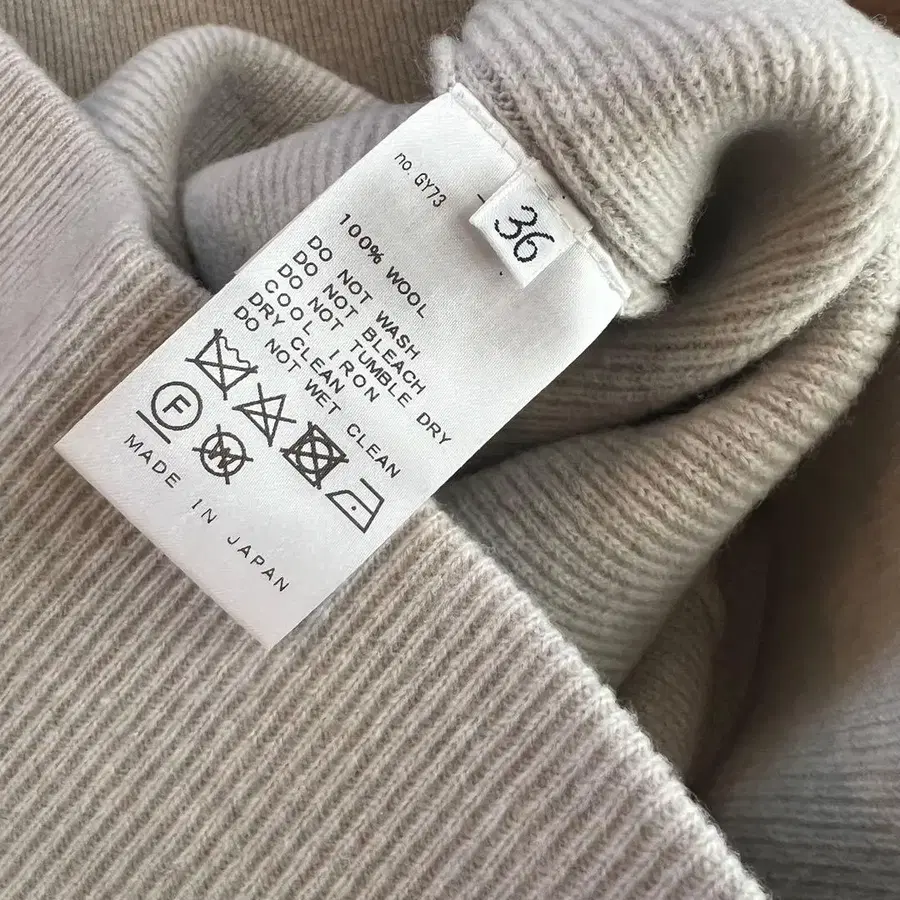 no. GY73
36
100% WOOL
DO NOT WASH
DO NOT BLEACH
DO NOT TUMBLE DRY
COOL IRON
DRY CLEAN
DO NOT WET CLEAN
F
W
MADE IN JAPAN